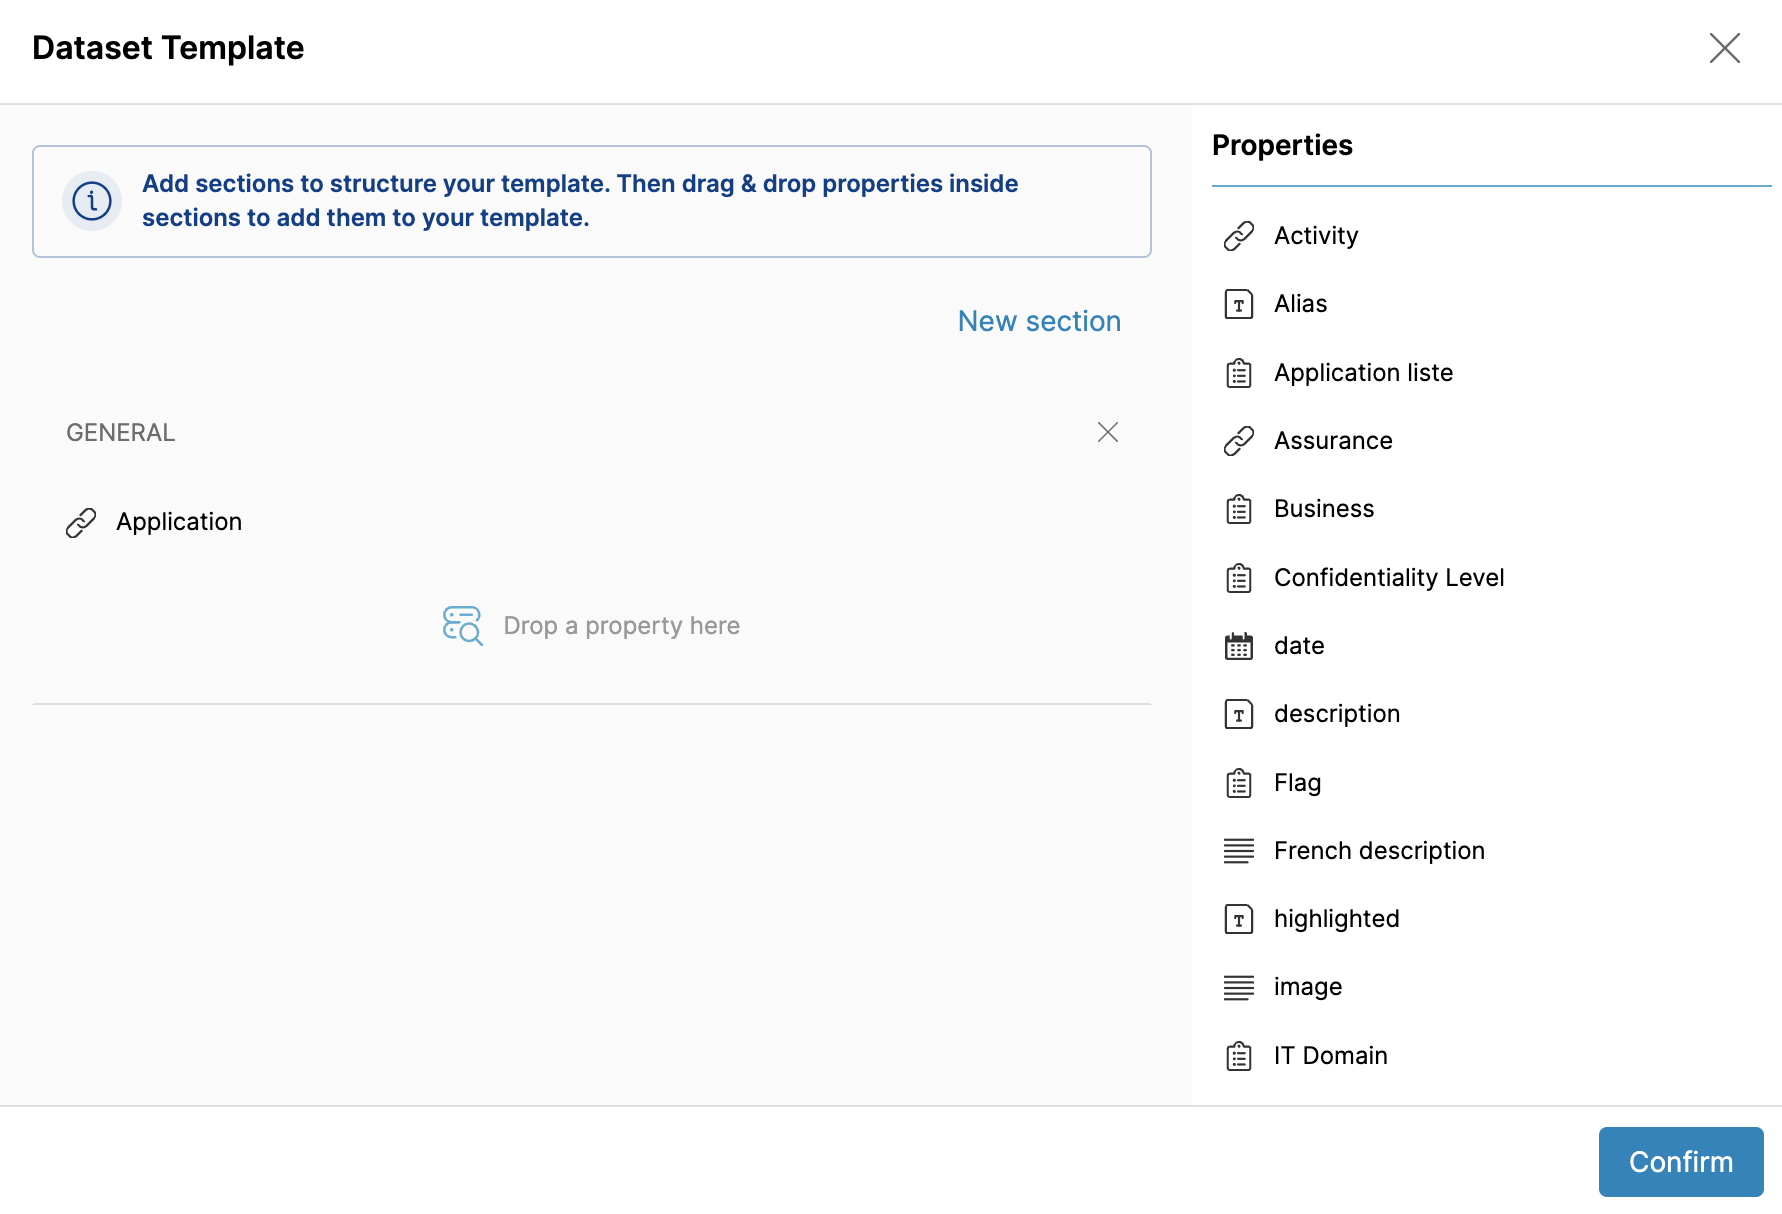 Dataset Template
Add sections to structure your template. Then drag & drop properties inside
sections to add them to your template.
New section
GENERAL
Application
Drop a property here
Properties
Activity
Alias
Application liste
Assurance
Business
Confidentiality Level
date
description
Flag
French description
highlighted
image
IT Domain
Confirm